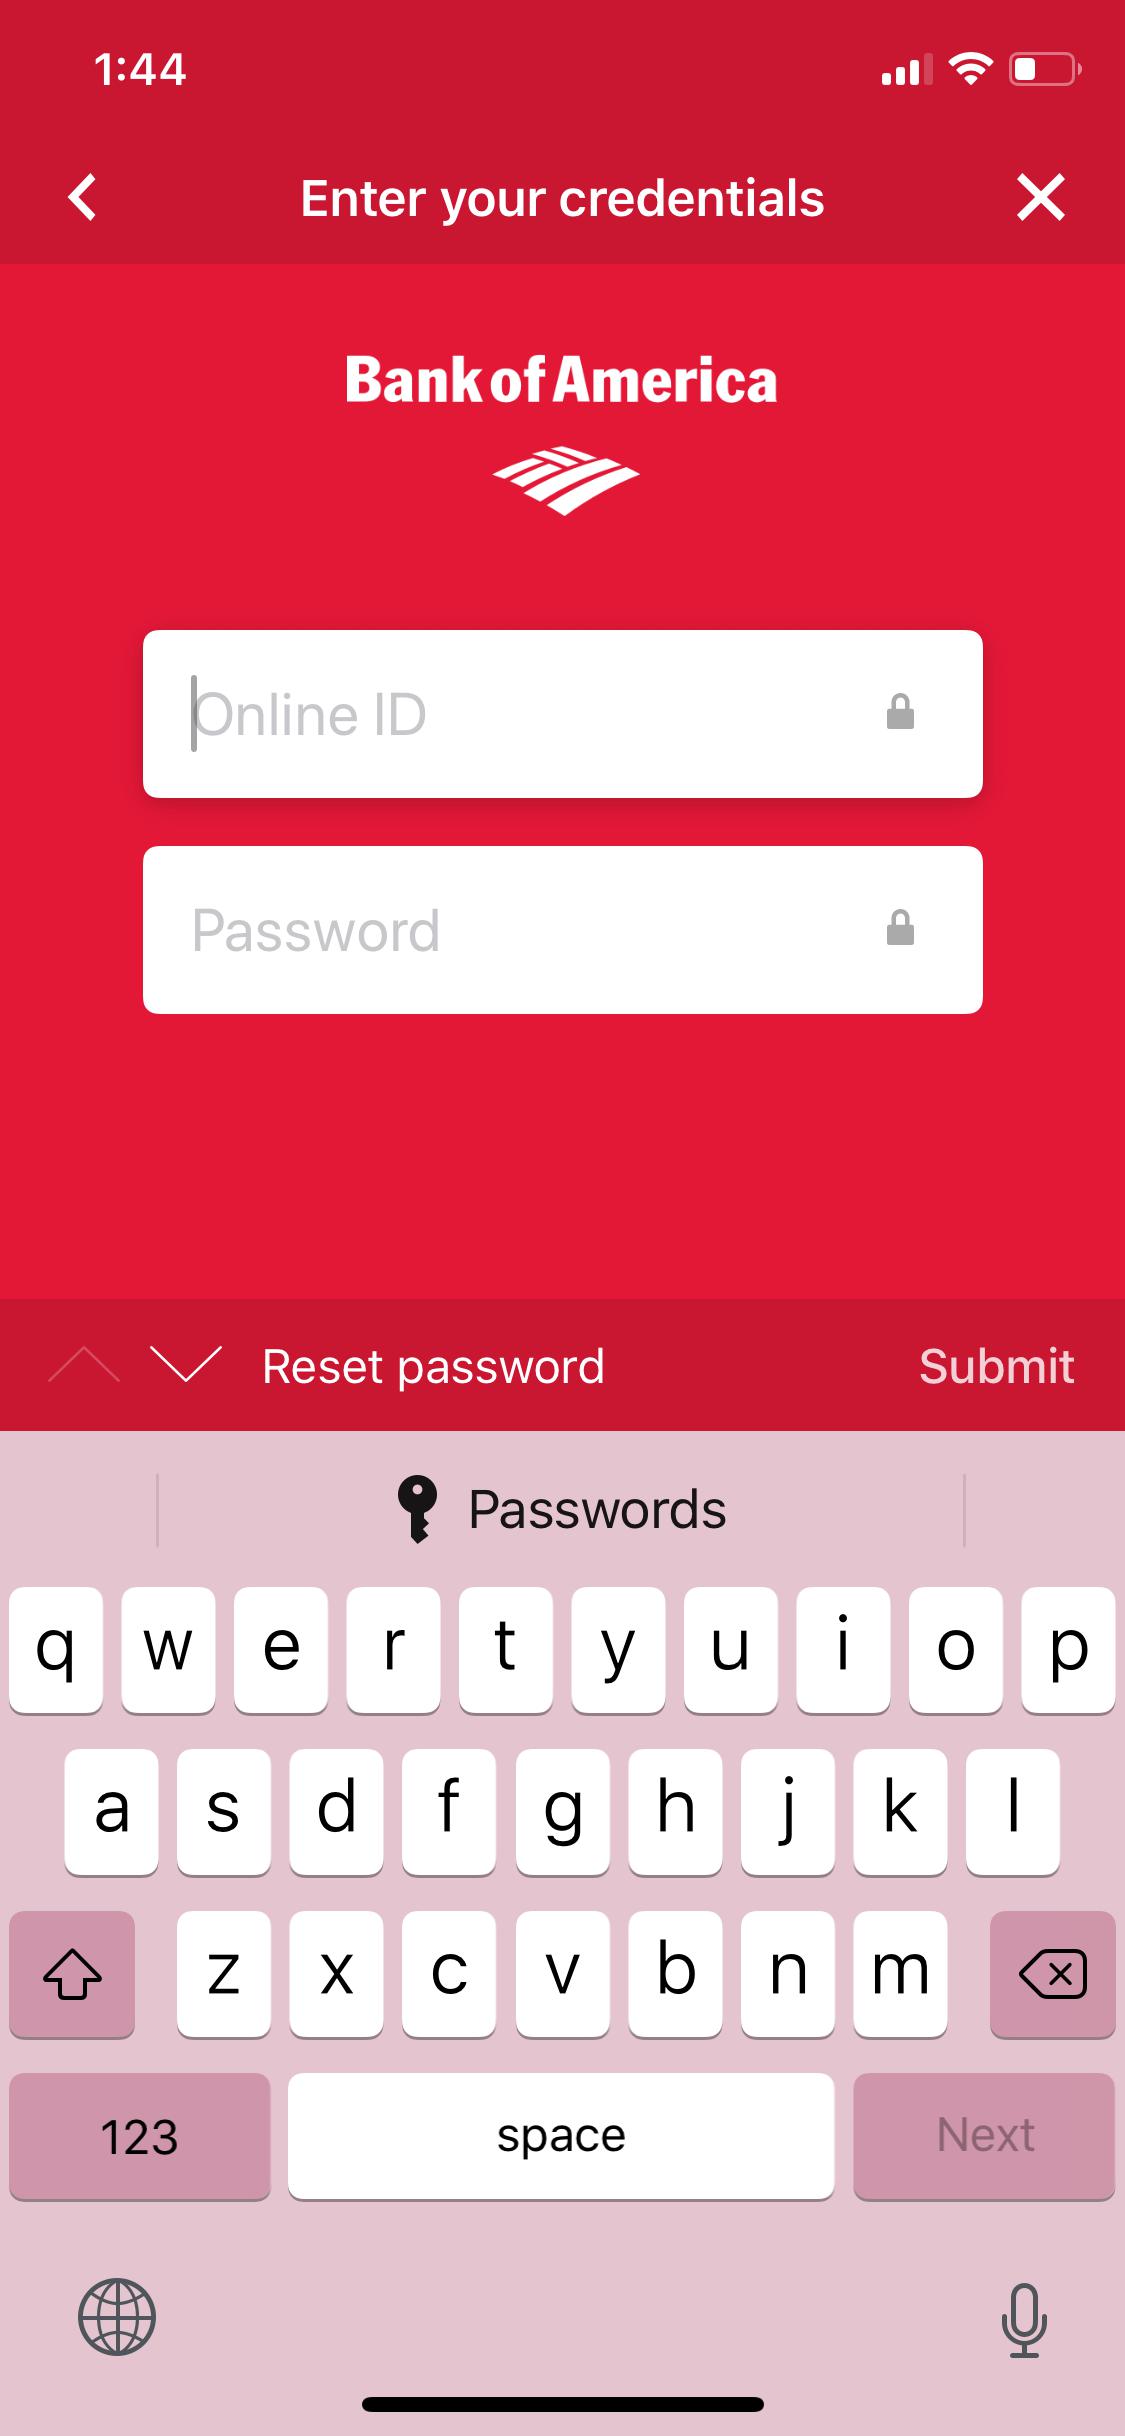 1:44
Enter your credentials
Bank of America
Online ID
Password
Reset password Submit
Passwords
q w e r t y u i o p
a s d f g h j k l
z x c v b n m
123 space Next